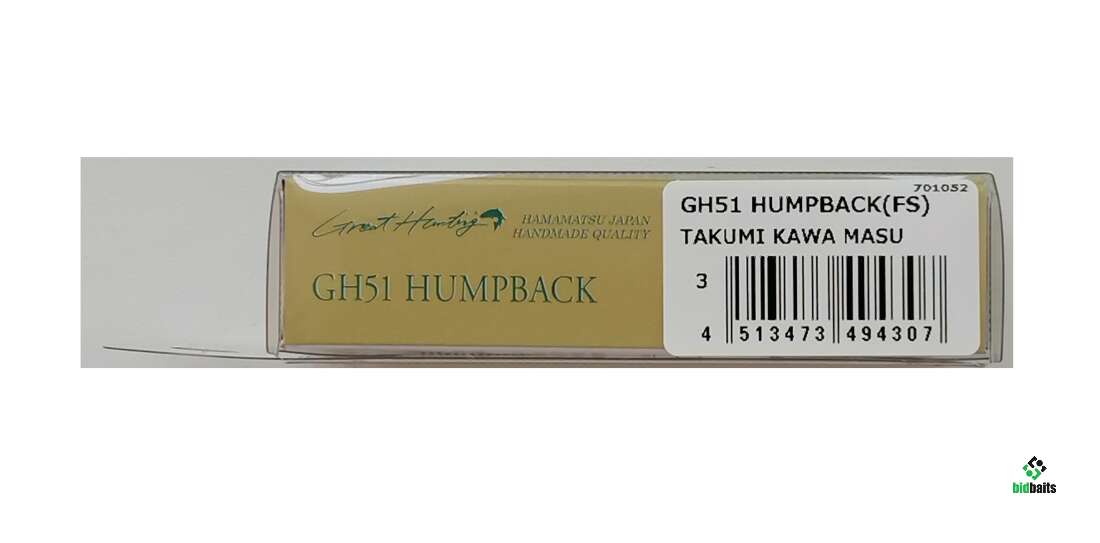 Great Hunting
HAMAMATSU JAPAN
HANDMADE QUALITY
GH51 HUMPBACK
701052
GH51 HUMPBACK(FS)
TAKUMI KAWA MASU
3
4 513473 494307
bidbaits